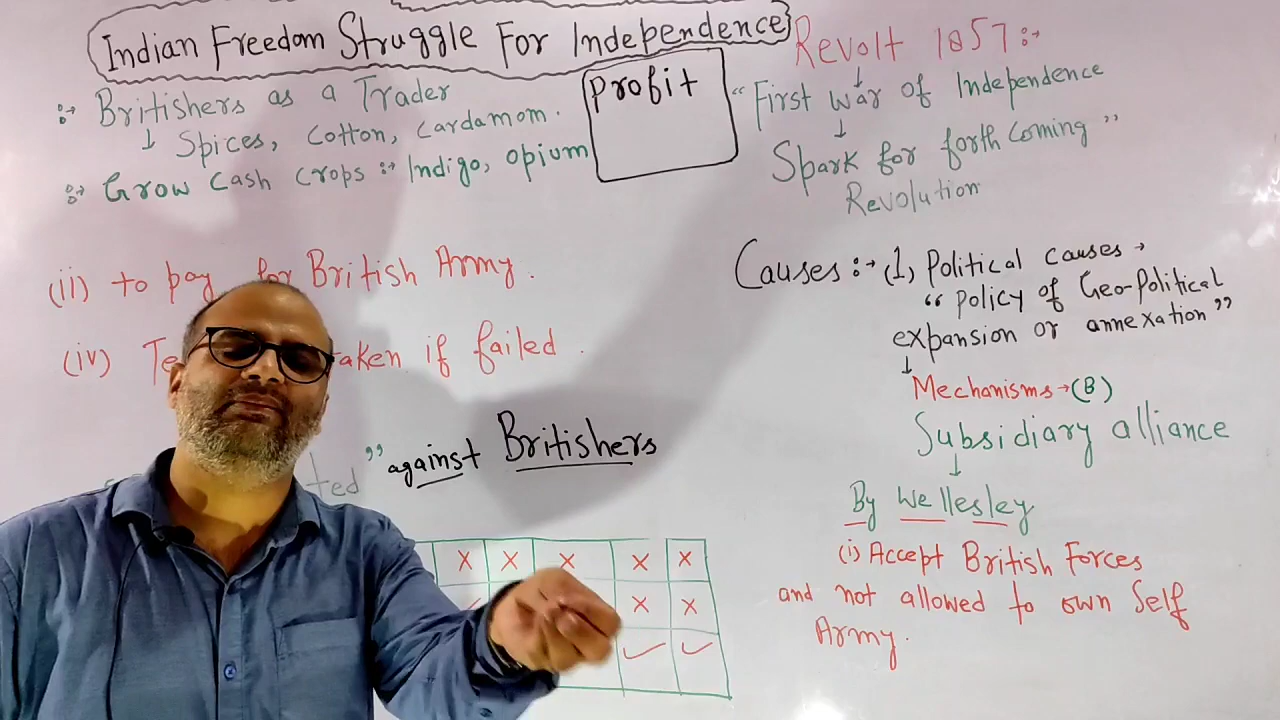 Indian Freedom Struggle For Independence
:→ Britishers as a Trader
↓ Spices, Cotton, Cardamom.
:→ Grow Cash Crops :→ Indigo, Opium
Profit
(ii) to pay for British Army.
(iv) aken if failed.
ted "against Britishers
x x x x x
x x
✓ ✓
Revolt 1857 :→
↓
"First war of Independence
↓
Spark for forth coming"
Revolution
Causes :→ (1) Political causes →
"policy of Geo-Political
expansion or annexation"
↓
Mechanisms → (B)
Subsidiary alliance
↓
By Wellesley
(i) Accept British Forces
and not allowed to own Self
Army.